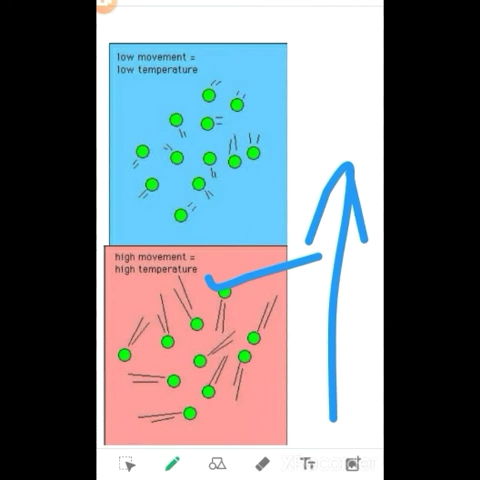 low movement =
low temperature
high movement =
high temperature